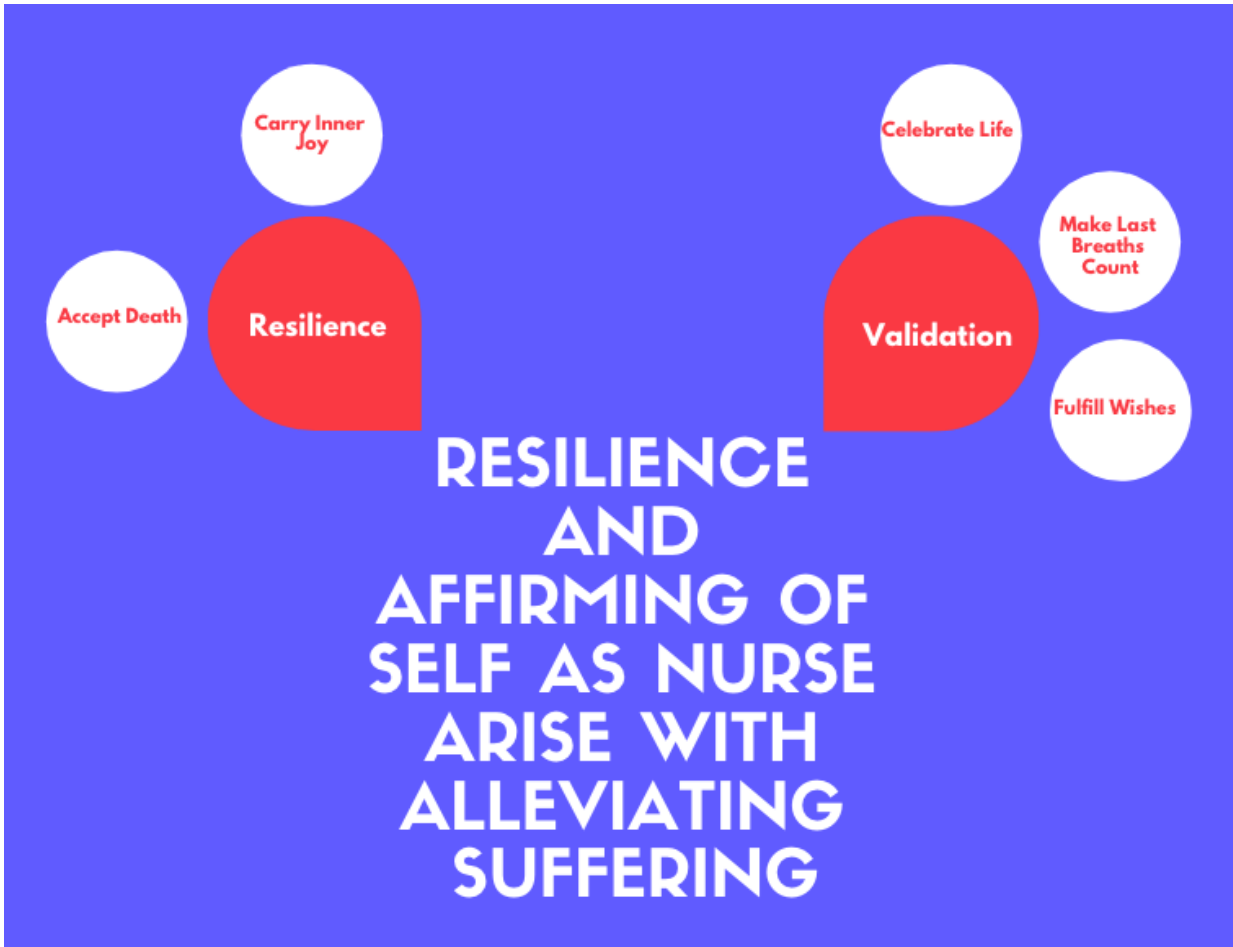 Carry Inner
Joy
Accept Death
Resilience
Celebrate Life
Make Last
Breaths
Count
Validation
Fulfill Wishes
RESILIENCE
AND
AFFIRMING OF
SELF AS NURSE
ARISE WITH
ALLEVIATING
SUFFERING